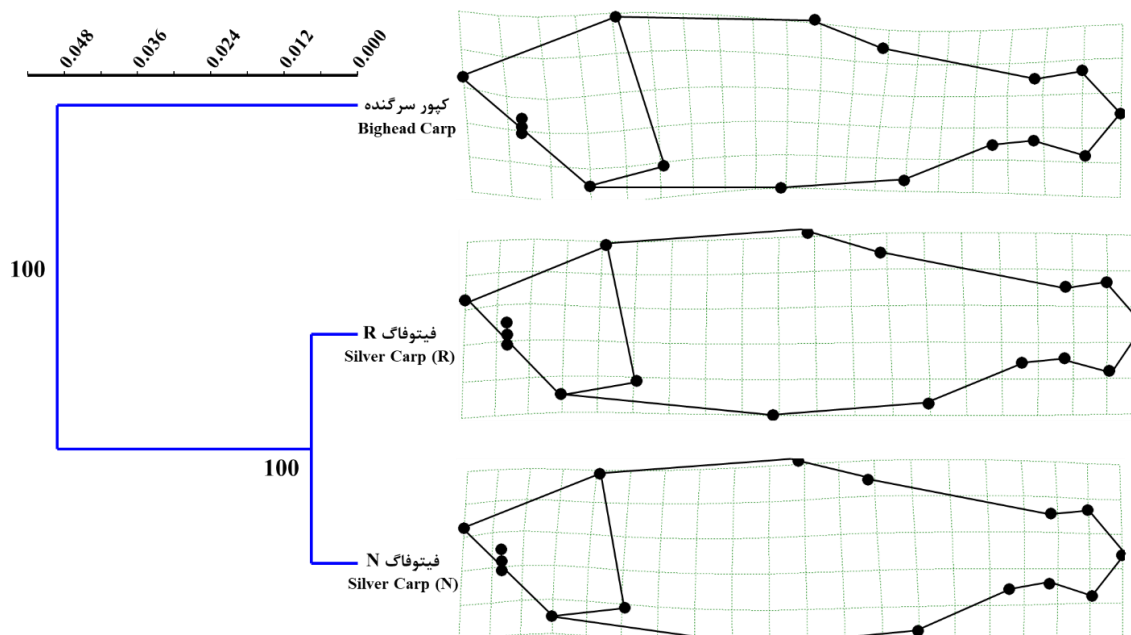 0.048 0.036 0.024 0.012 0.000
کپور سرگنده
Bighead Carp
100
فیتوفاگ R
Silver Carp (R)
100
فیتوفاگ N
Silver Carp (N)